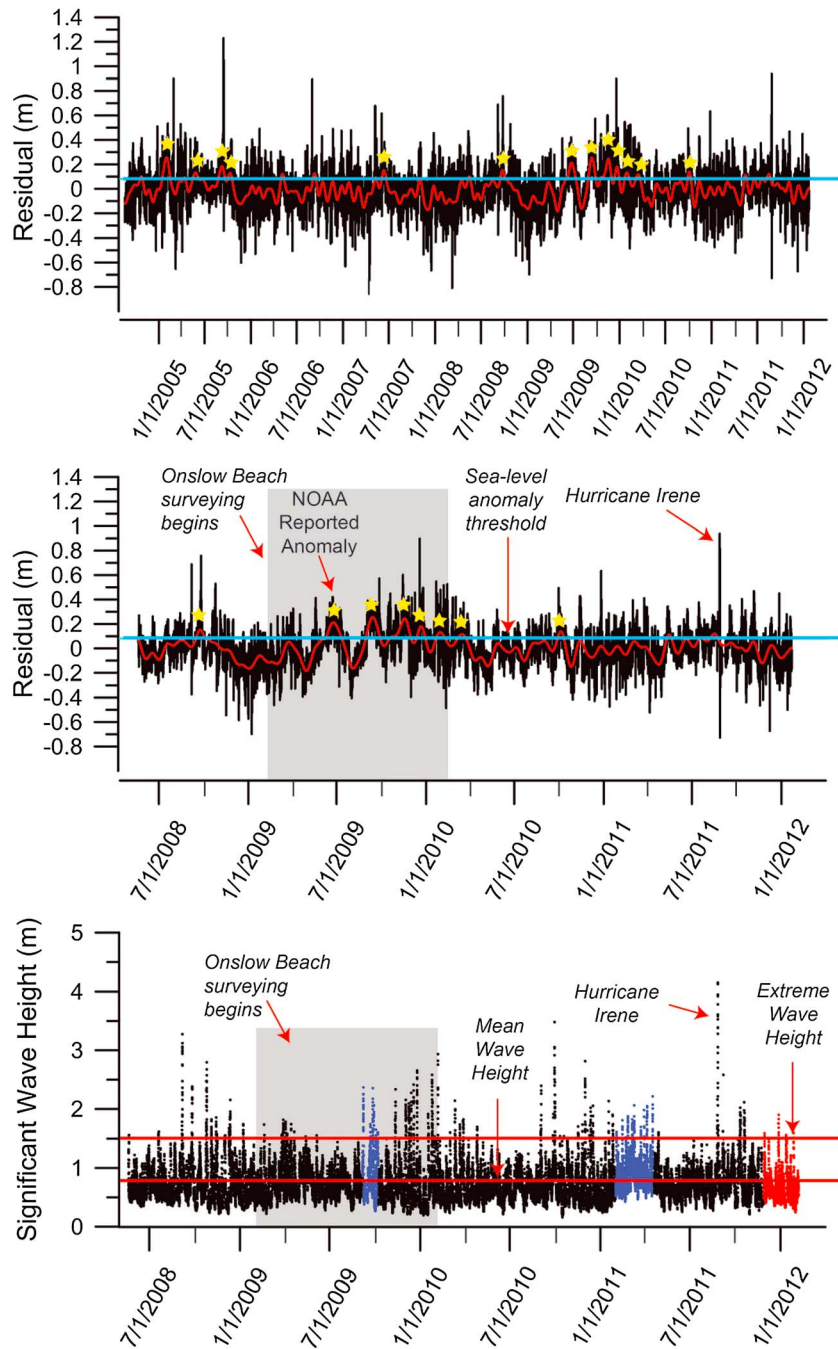 1.4
1.2
1
0.8
0.6
0.4
0.2
0
-0.2
-0.4
-0.6
-0.8
Residual (m)
1/1/2005
7/1/2005
1/1/2006
7/1/2006
1/1/2007
7/1/2007
1/1/2008
7/1/2008
1/1/2009
7/1/2009
1/1/2010
7/1/2010
1/1/2011
7/1/2011
1/1/2012
1.4
1.2
1
0.8
0.6
0.4
0.2
0
-0.2
-0.4
-0.6
-0.8
Residual (m)
Onslow Beach
surveying
begins
NOAA
Reported
Anomaly
Sea-level
anomaly
threshold
Hurricane Irene
7/1/2008
1/1/2009
7/1/2009
1/1/2010
7/1/2010
1/1/2011
7/1/2011
1/1/2012
5
4
3
2
1
0
Significant Wave Height (m)
Onslow Beach
surveying
begins
Mean
Wave
Height
Hurricane
Irene
Extreme
Wave
Height
7/1/2008
1/1/2009
7/1/2009
1/1/2010
7/1/2010
1/1/2011
7/1/2011
1/1/2012